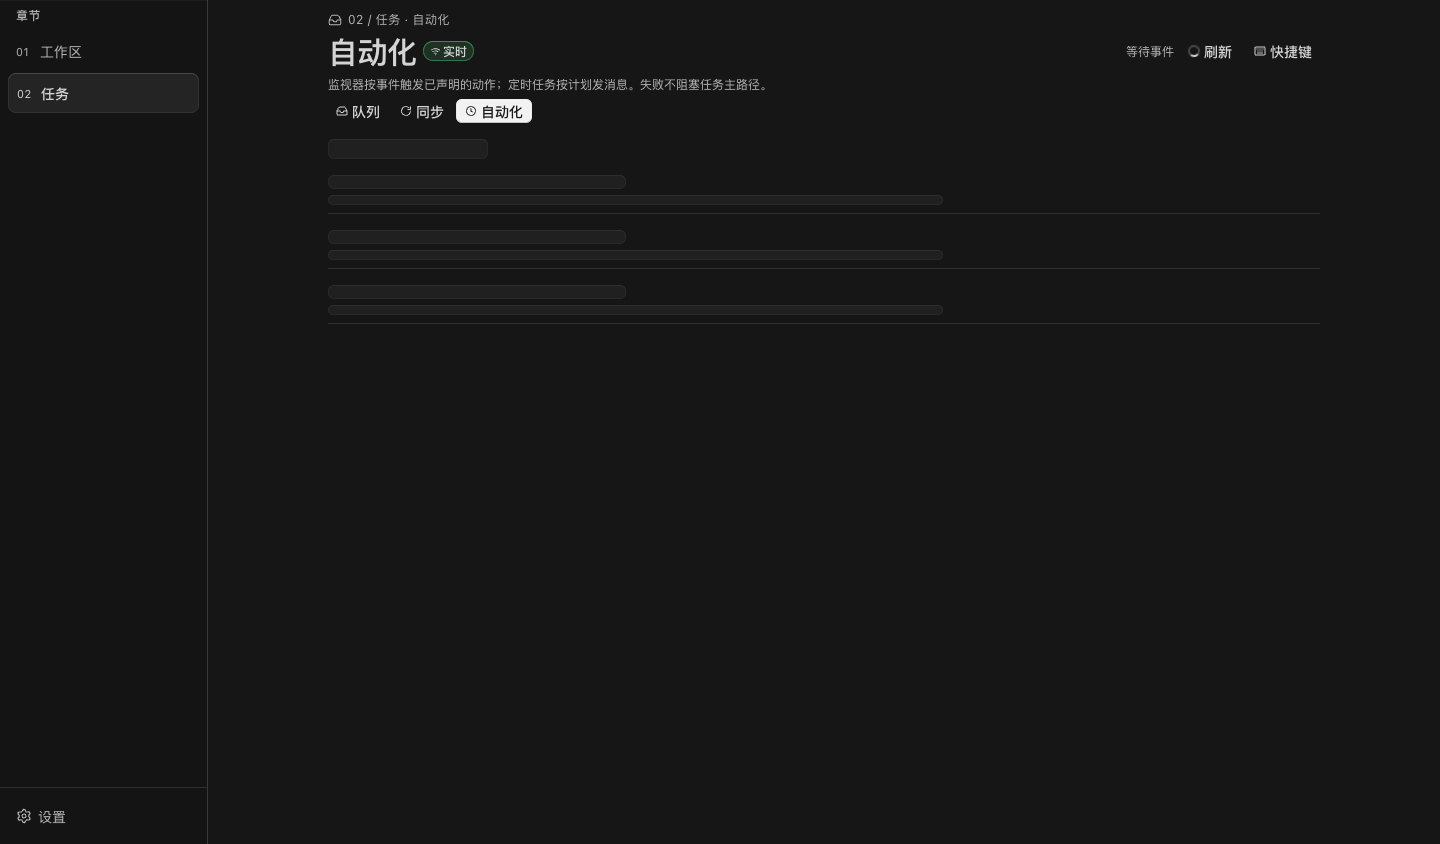 章节
01 工作区
02 任务
设置
02 / 任务 · 自动化
自动化 实时
等待事件 刷新 快捷键
监视器按事件触发已声明的动作；定时任务按计划发消息。失败不阻塞任务主路径。
队列 同步 自动化